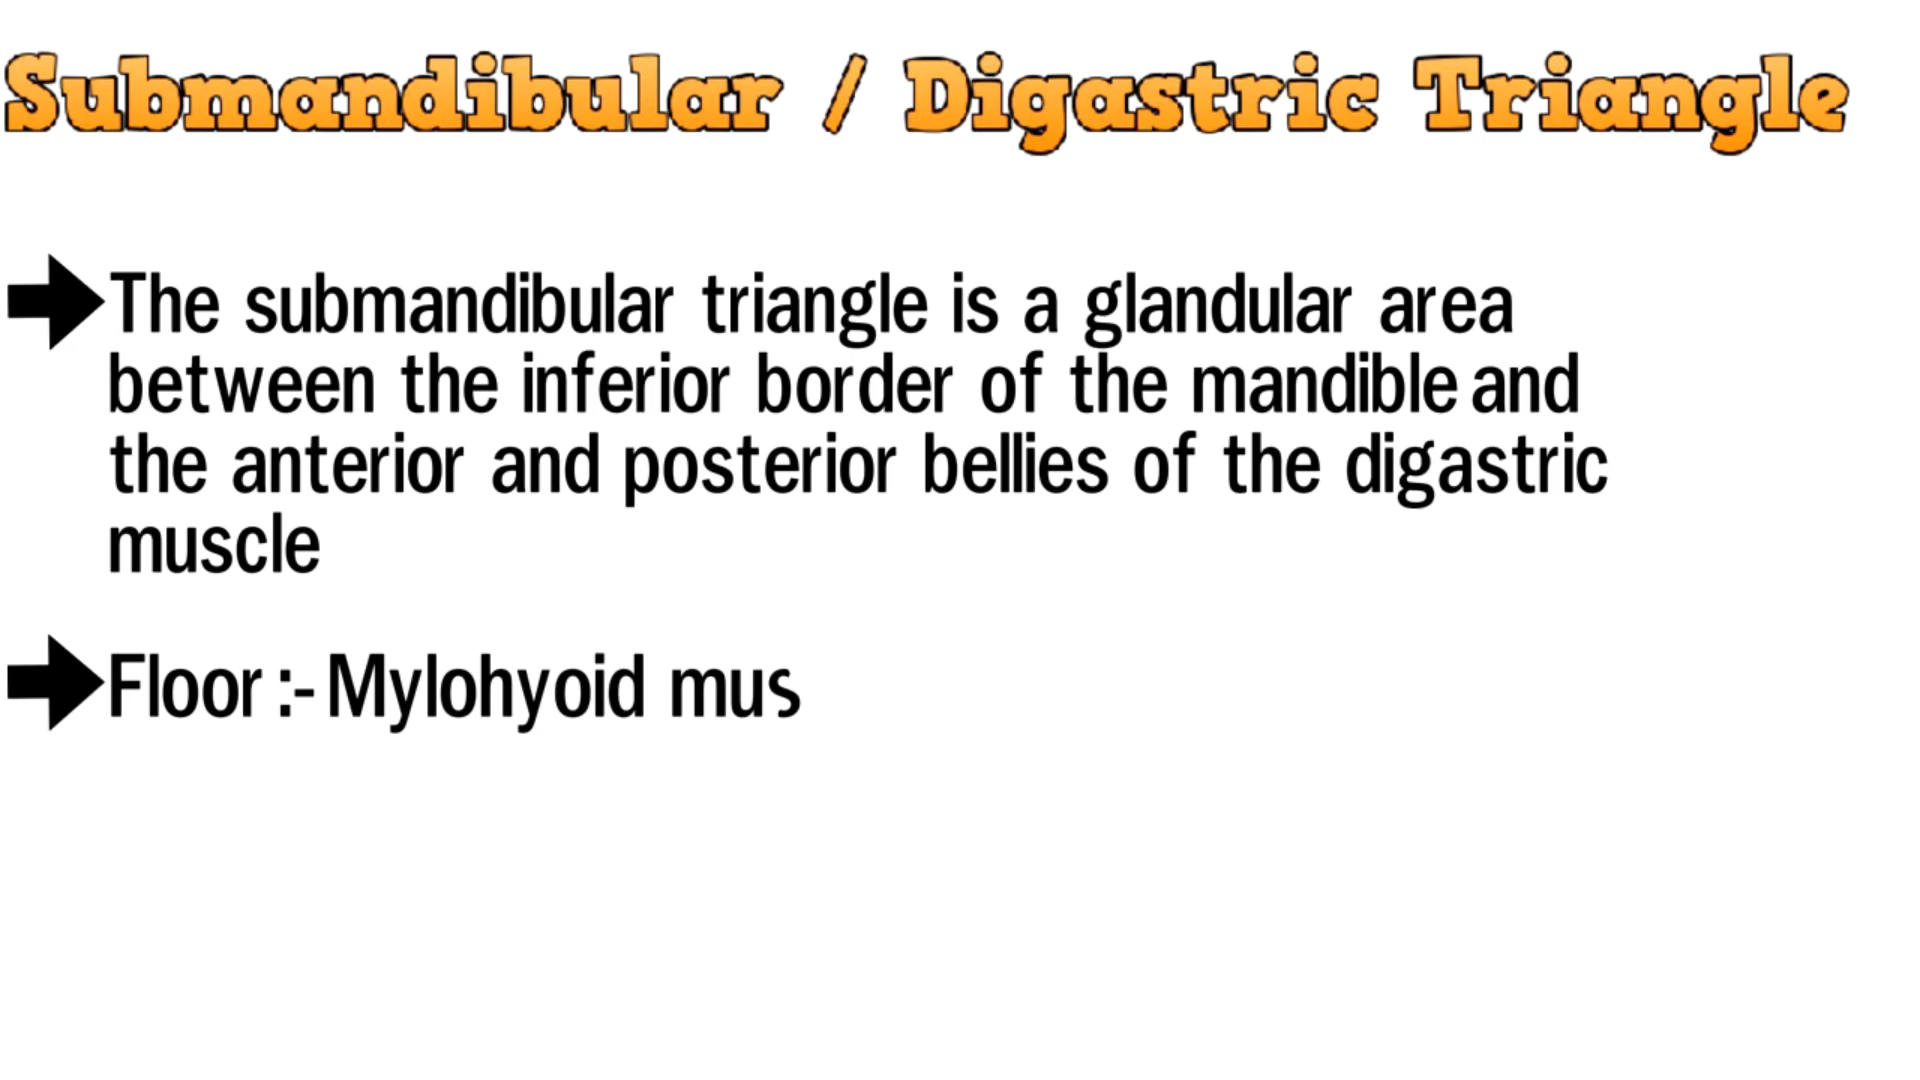 Submandibular / Digastric Triangle
The submandibular triangle is a glandular area
between the inferior border of the mandible and
the anterior and posterior bellies of the digastric
muscle
Floor :- Mylohyoid mus